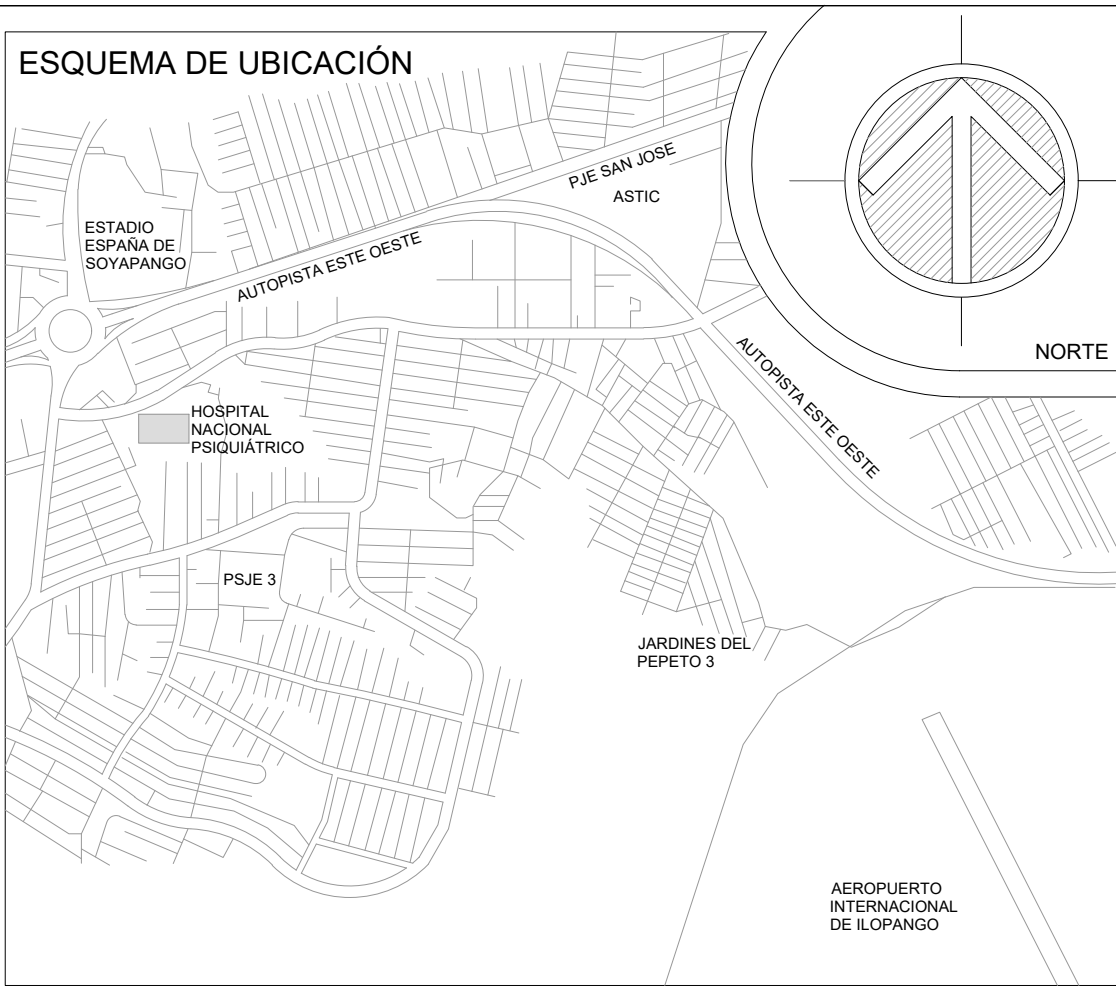 ESQUEMA DE UBICACIÓN
PJE SAN JOSE
ASTIC
ESTADIO
ESPAÑA DE
SOYAPANGO
AUTOPISTA ESTE OESTE
NORTE
AUTOPISTA ESTE OESTE
HOSPITAL
NACIONAL
PSIQUIÁTRICO
PSJE 3
JARDINES DEL
PEPETO 3
AEROPUERTO
INTERNACIONAL
DE ILOPANGO